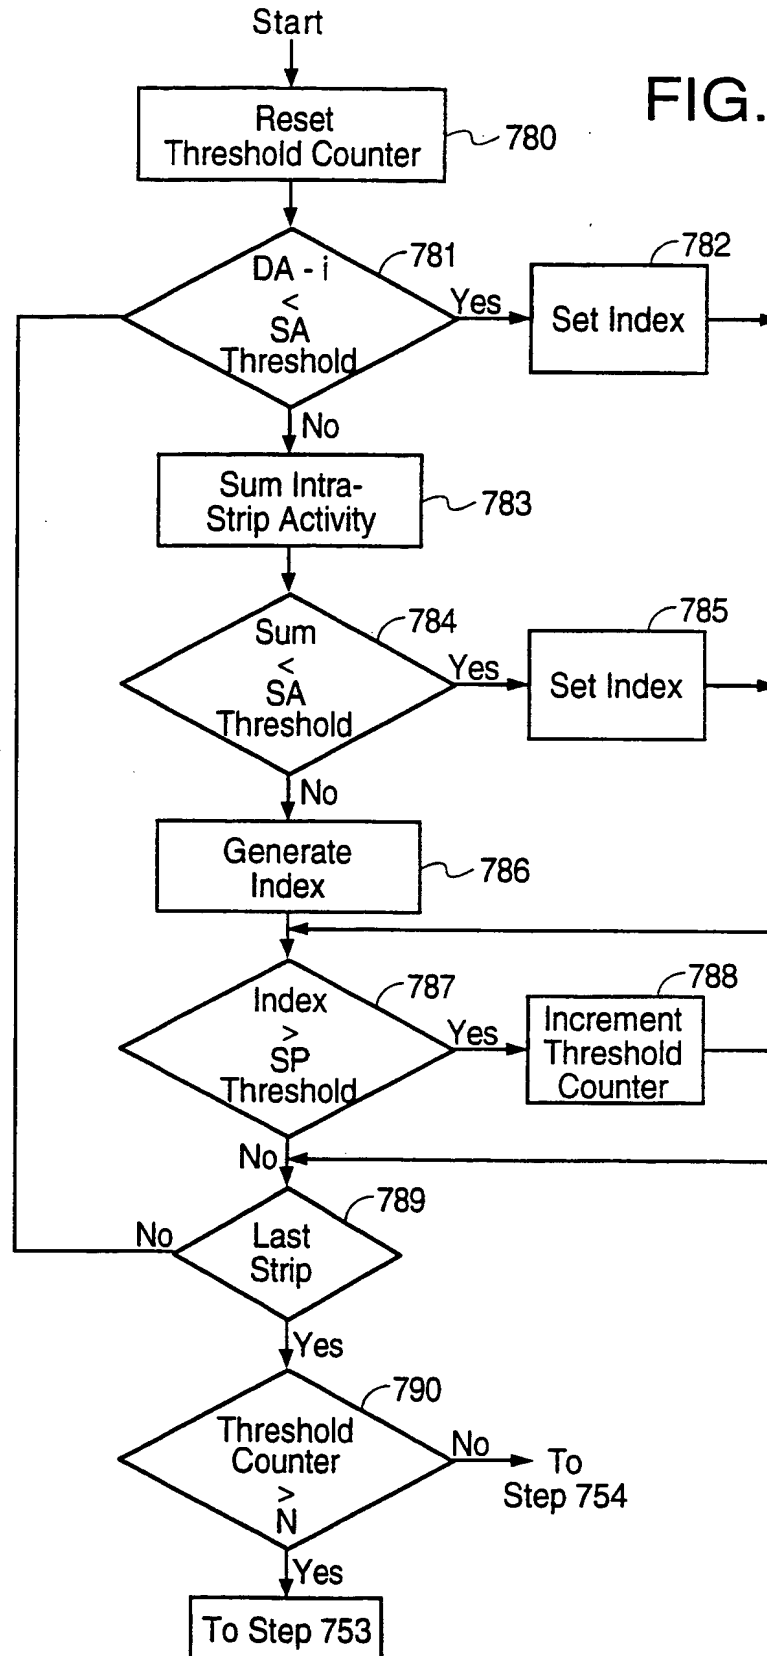 Start
FIG.
Reset
Threshold Counter
780
781
DA - i
<
SA
Threshold
Yes
782
Set Index
No
Sum Intra-
Strip Activity
783
784
Sum
<
SA
Threshold
Yes
785
Set Index
No
Generate
Index
786
787
Index
>
SP
Threshold
Yes
788
Increment
Threshold
Counter
No
789
Last
Strip
No
Yes
790
Threshold
Counter
>
N
No
To
Step 754
Yes
To Step 753